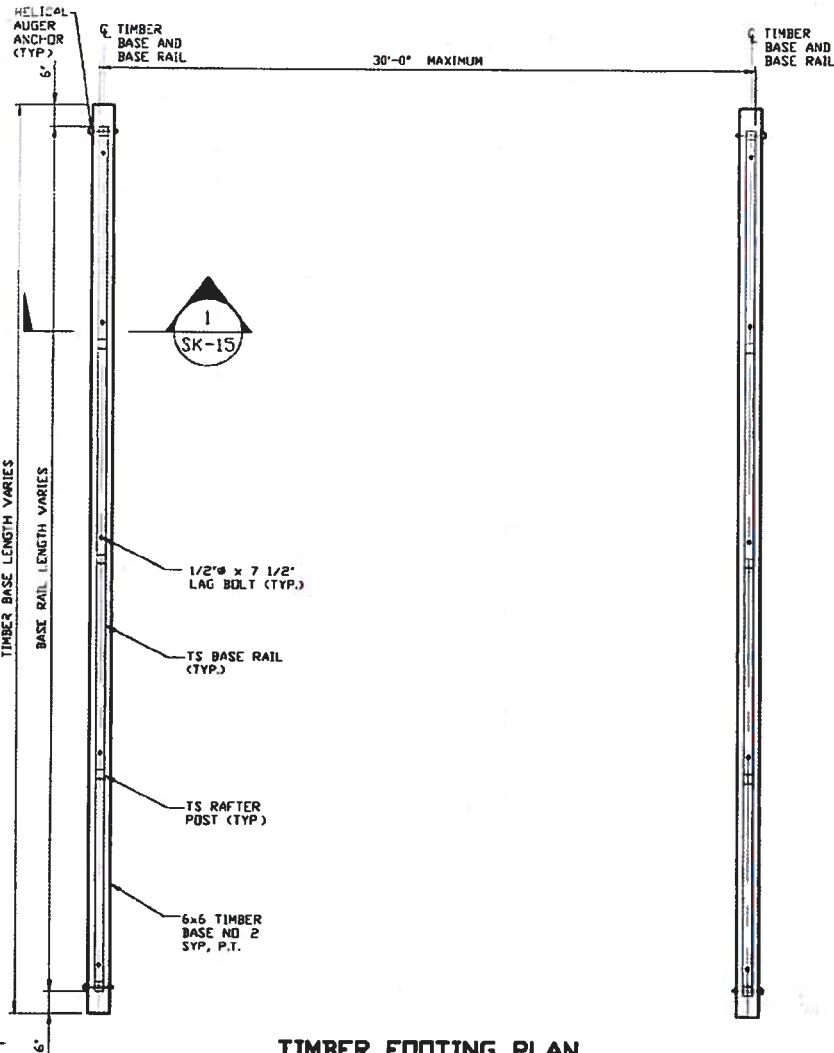 HELICAL
AUGER
ANCHOR
(TYP.)
6"
℄ TIMBER
BASE AND
BASE RAIL
30'-0" MAXIMUM
℄ TIMBER
BASE AND
BASE RAIL
1
SK-15
TIMBER BASE LENGTH VARIES
BASE RAIL LENGTH VARIES
1/2"Ø x 7 1/2"
LAG BOLT (TYP.)
TS BASE RAIL
(TYP.)
TS RAFTER
POST (TYP.)
6x6 TIMBER
BASE NO 2
SYP, P.T.
6"
TIMBER FOOTING PLAN